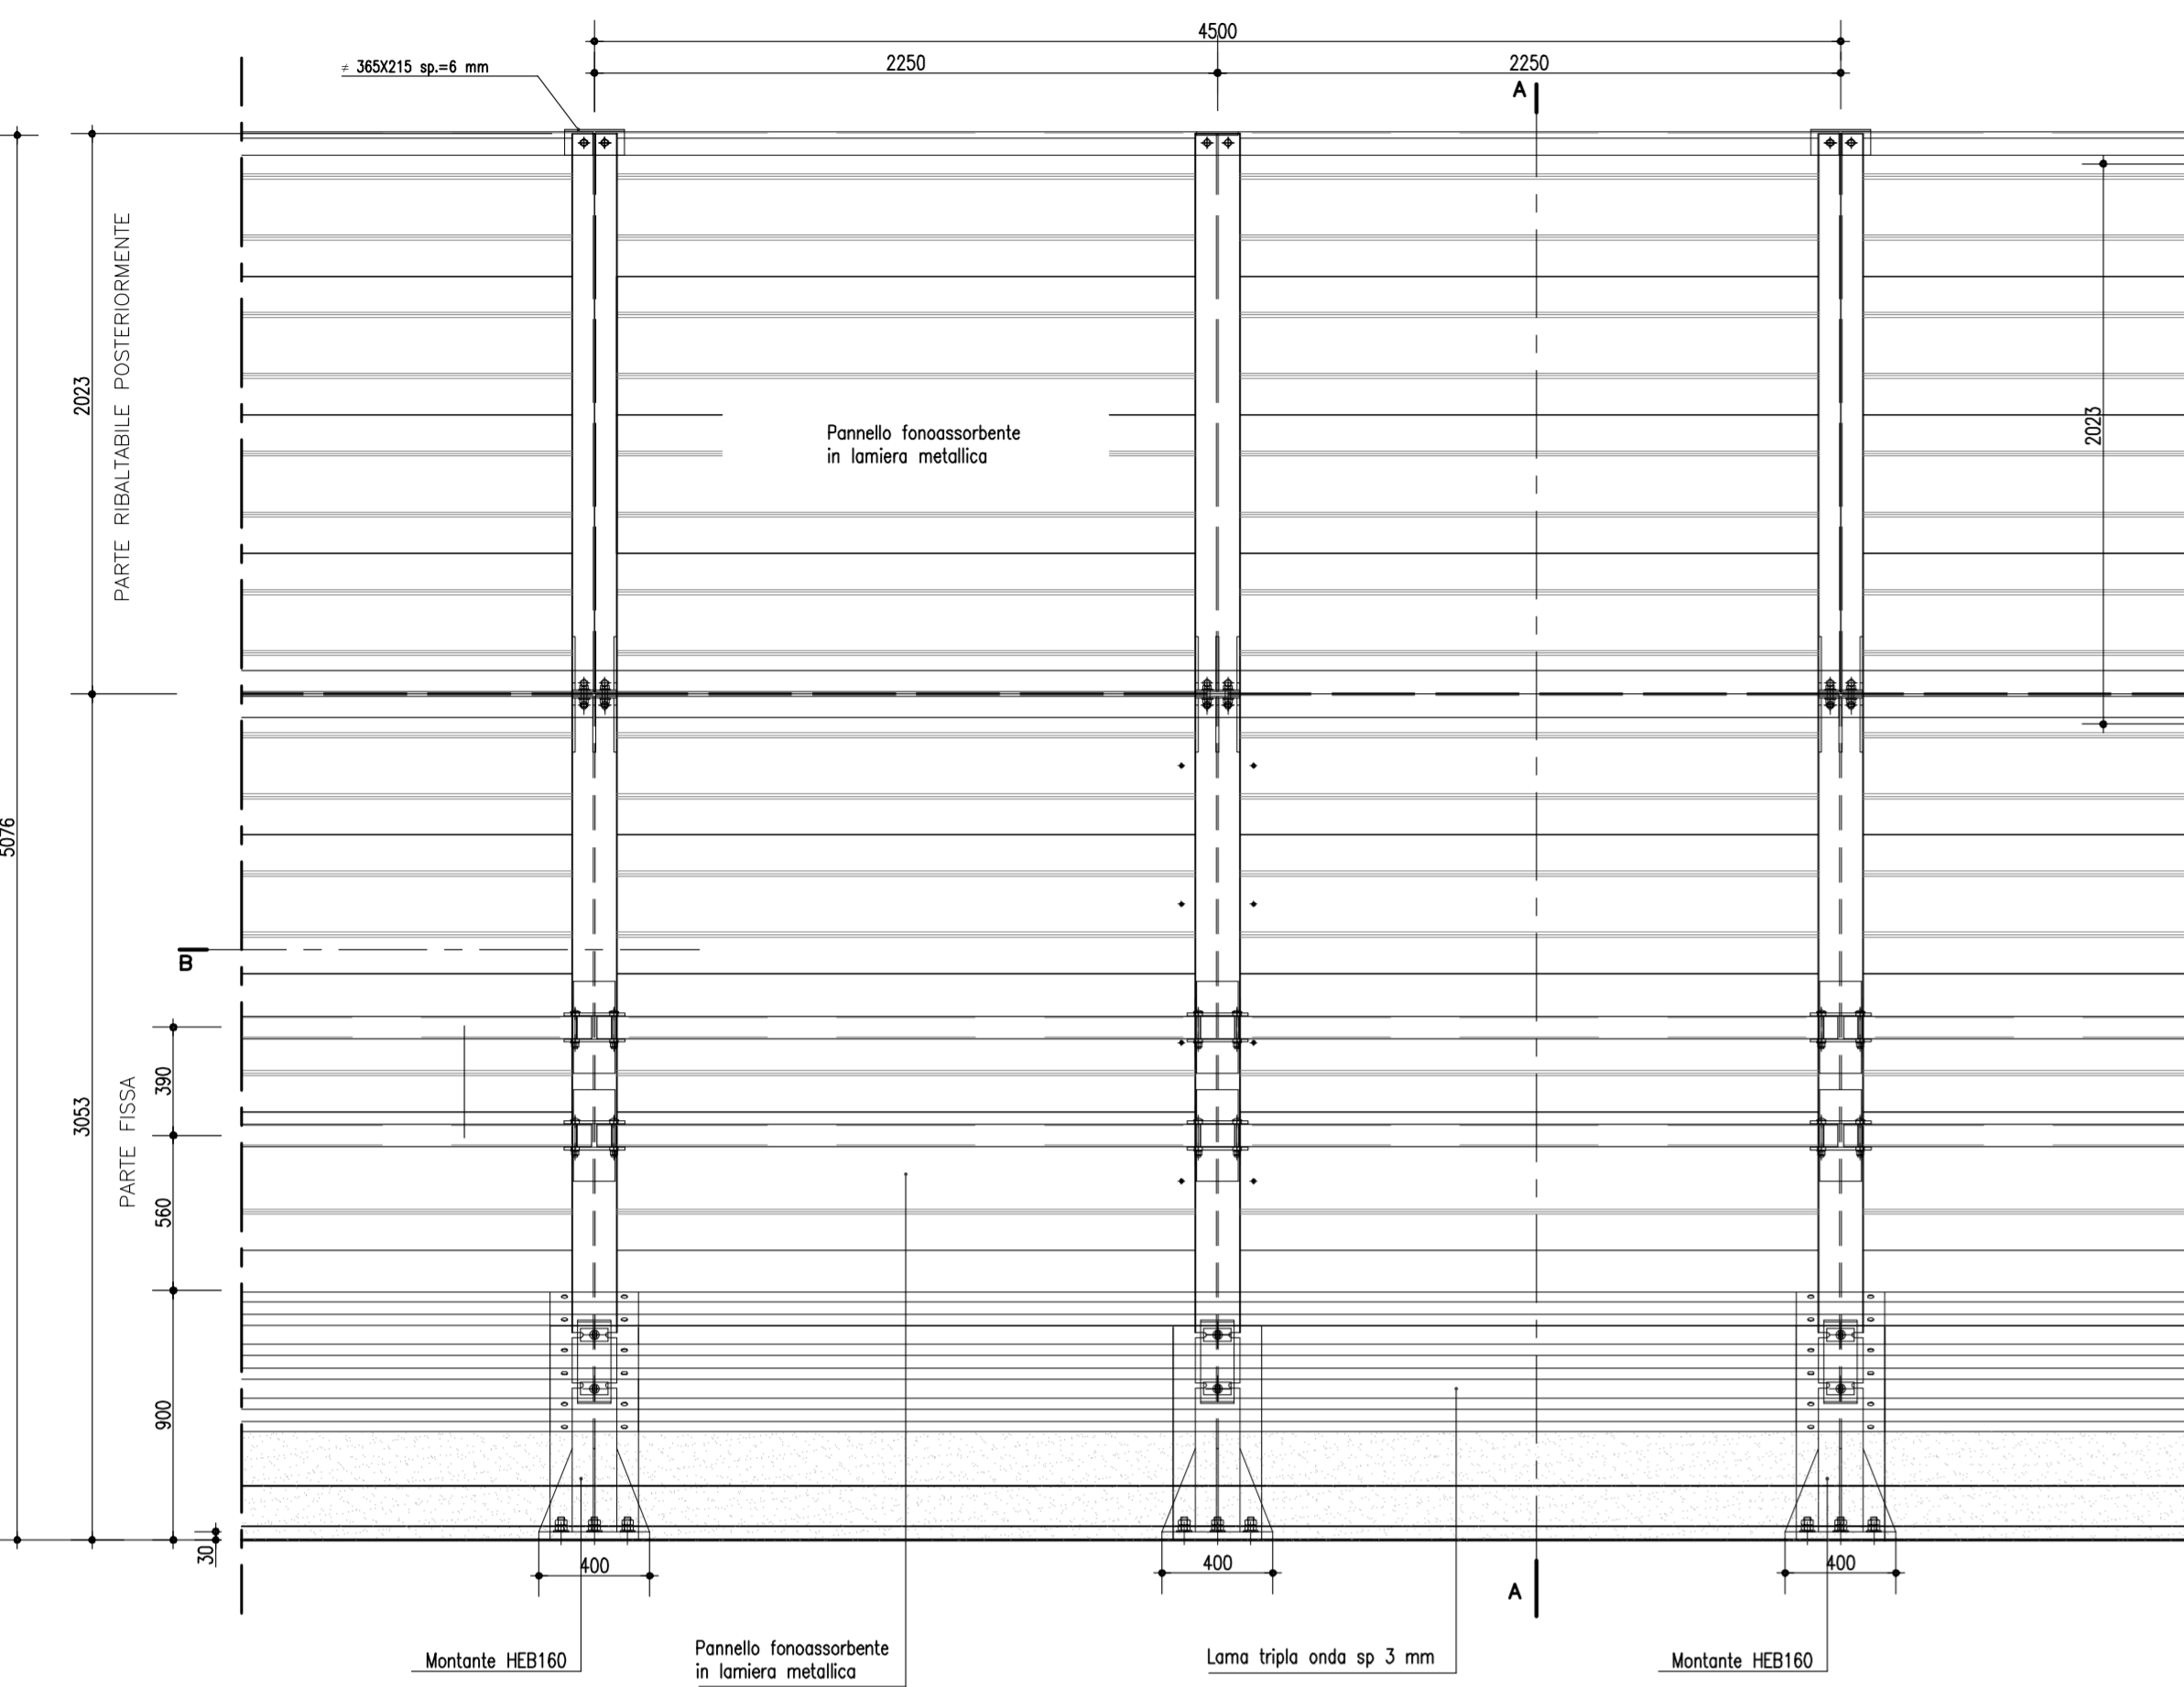 4500
2250
2250
≠ 365X215 sp.=6 mm
A
PARTE RIBALTABILE POSTERIORMENTE
2023
2023
Pannello fonoassorbente
in lamiera metallica
5076
B
3053
PARTE FISSA
390
560
900
30
400
400
400
A
Montante HEB160
Pannello fonoassorbente
in lamiera metallica
Lama tripla onda sp 3 mm
Montante HEB160